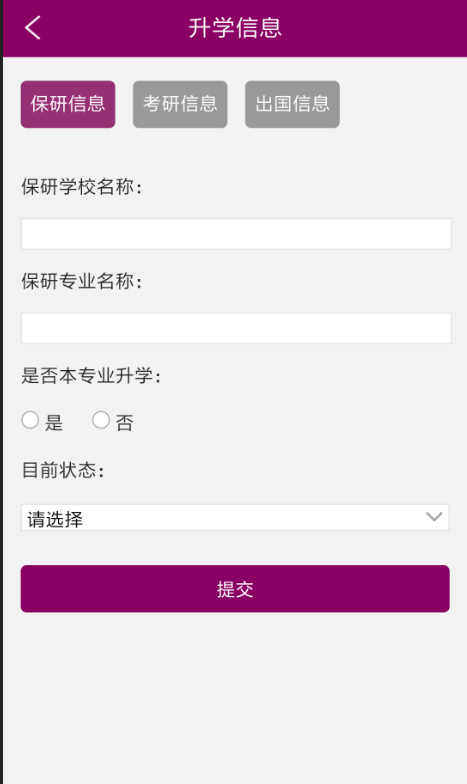 升学信息
保研信息 考研信息 出国信息
保研学校名称:
保研专业名称:
是否本专业升学:
是 否
目前状态:
请选择
提交